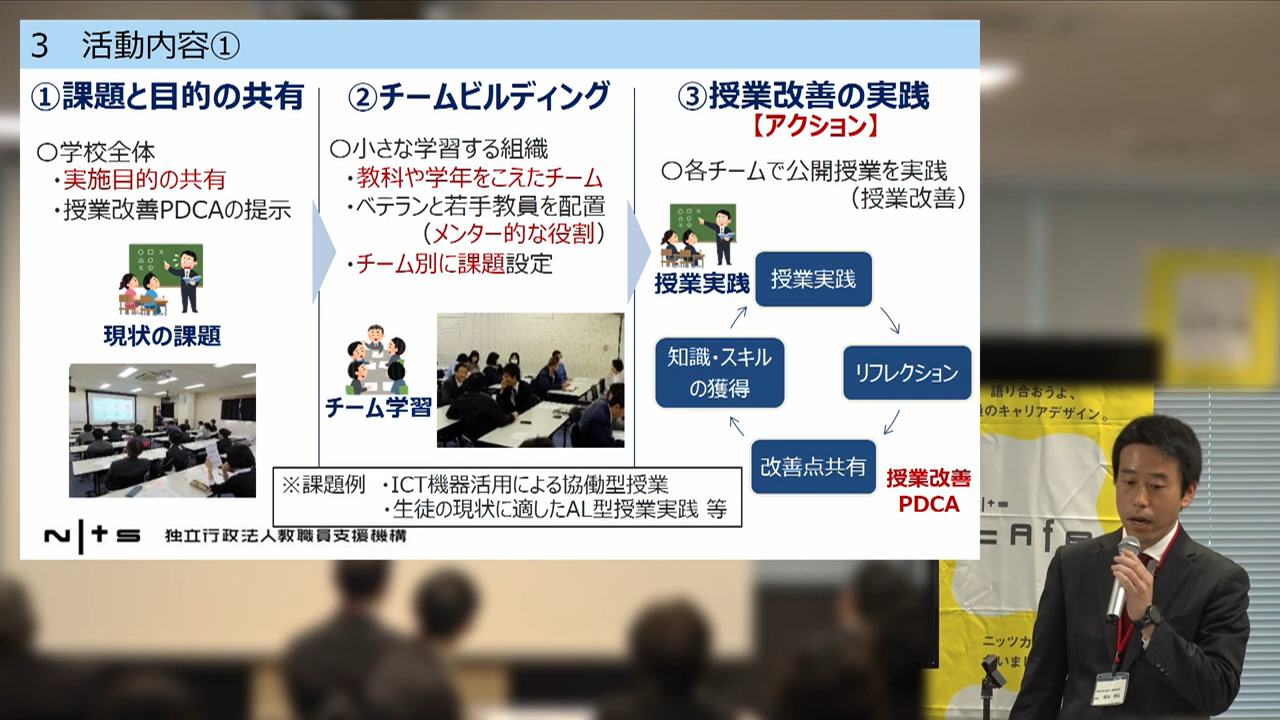 3 活動内容①
①課題と目的の共有
○学校全体
・実施目的の共有
・授業改善PDCAの提示
現状の課題
②チームビルディング
○小さな学習する組織
・教科や学年をこえたチーム
・ベテランと若手教員を配置
（メンター的な役割）
・チーム別に課題設定
チーム学習
③授業改善の実践
【アクション】
○各チームで公開授業を実践
（授業改善）
授業実践
授業実践
リフレクション
改善点共有
知識・スキル
の獲得
授業改善
PDCA
※課題例 ・ICT機器活用による協働型授業
・生徒の現状に適したAL型授業実践 等
NITS 独立行政法人教職員支援機構
語り合おうよ、
のキャリアデザイン。
nits
cAfe
ニッツカ